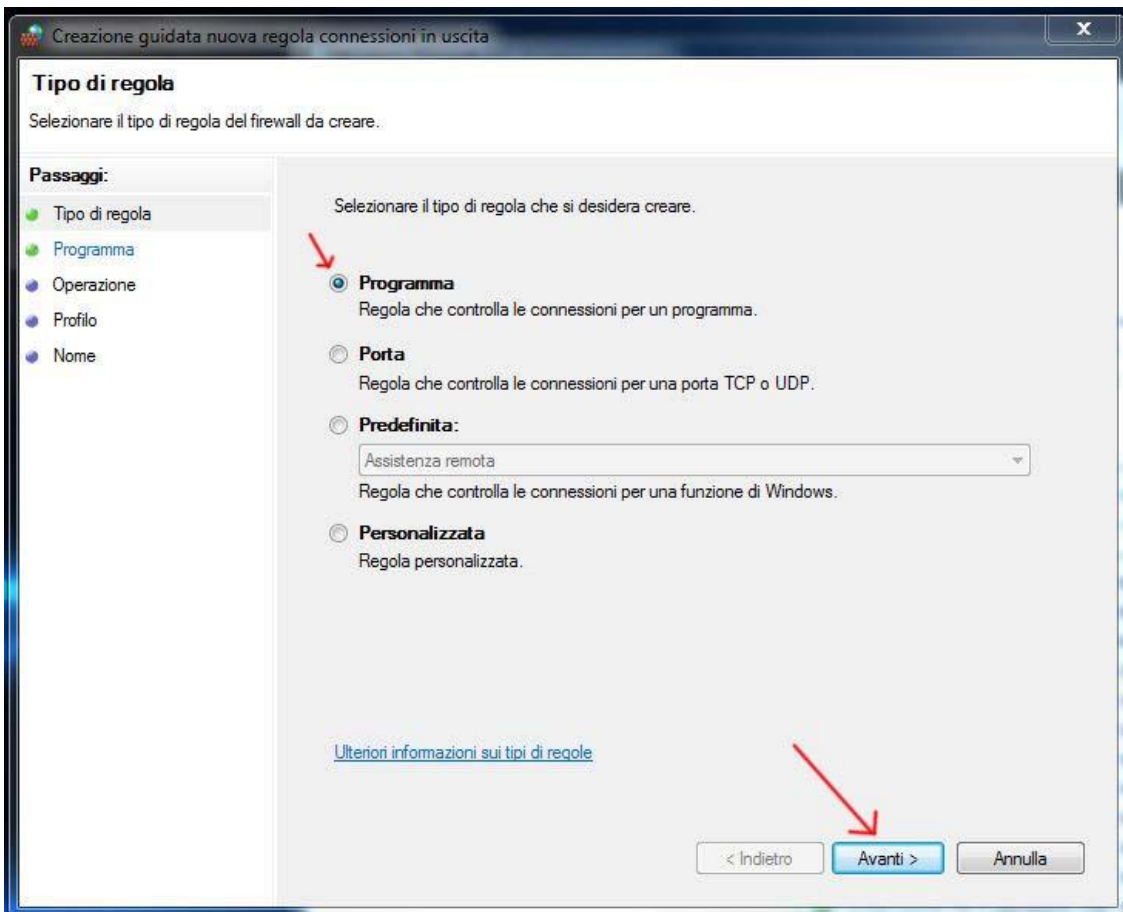 Creazione guidata nuova regola connessioni in uscita
x
Tipo di regola
Selezionare il tipo di regola del firewall da creare.
Passaggi:
Tipo di regola
Programma
Operazione
Profilo
Nome
Selezionare il tipo di regola che si desidera creare.
Programma
Regola che controlla le connessioni per un programma.
Porta
Regola che controlla le connessioni per una porta TCP o UDP.
Predefinita:
Assistenza remota
Regola che controlla le connessioni per una funzione di Windows.
Personalizzata
Regola personalizzata.
Ulteriori informazioni sui tipi di regole
< Indietro
Avanti >
Annulla